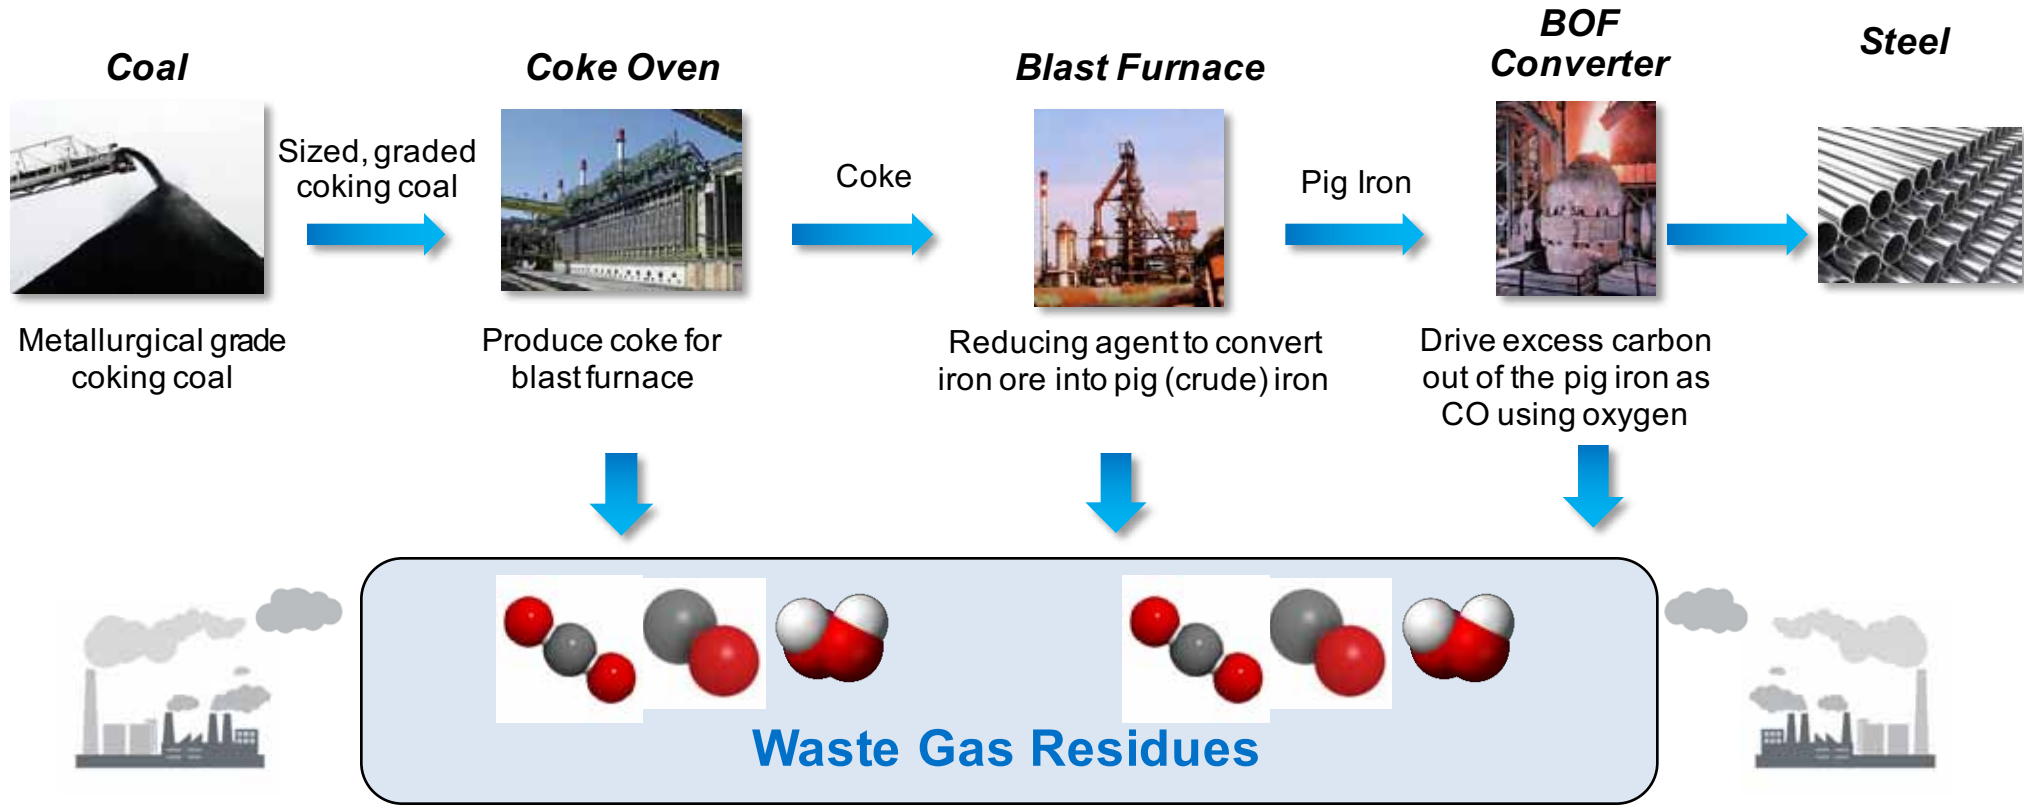 Coal
Coke Oven
Blast Furnace
BOF
Converter
Steel
Sized, graded
coking coal
Coke
Pig Iron
Metallurgical grade
coking coal
Produce coke for
blast furnace
Reducing agent to convert
iron ore into pig (crude) iron
Drive excess carbon
out of the pig iron as
CO using oxygen
Waste Gas Residues